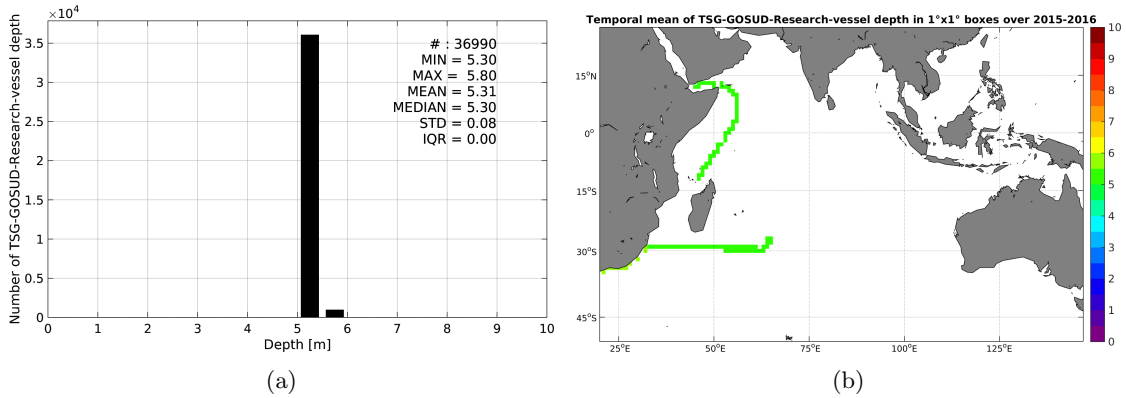 ×10⁴
Number of TSG-GOSUD-Research-vessel depth
3.5
3
2.5
2
1.5
1
0.5
0
0 1 2 3 4 5 6 7 8 9 10
Depth [m]
# : 36990
MIN = 5.30
MAX = 5.80
MEAN = 5.31
MEDIAN = 5.30
STD = 0.08
IQR = 0.00
(a)
Temporal mean of TSG-GOSUD-Research-vessel depth in 1°x1° boxes over 2015-2016
15°N
0°
15°S
30°S
45°S
25°E 50°E 75°E 100°E 125°E
10
9
8
7
6
5
4
3
2
1
0
(b)